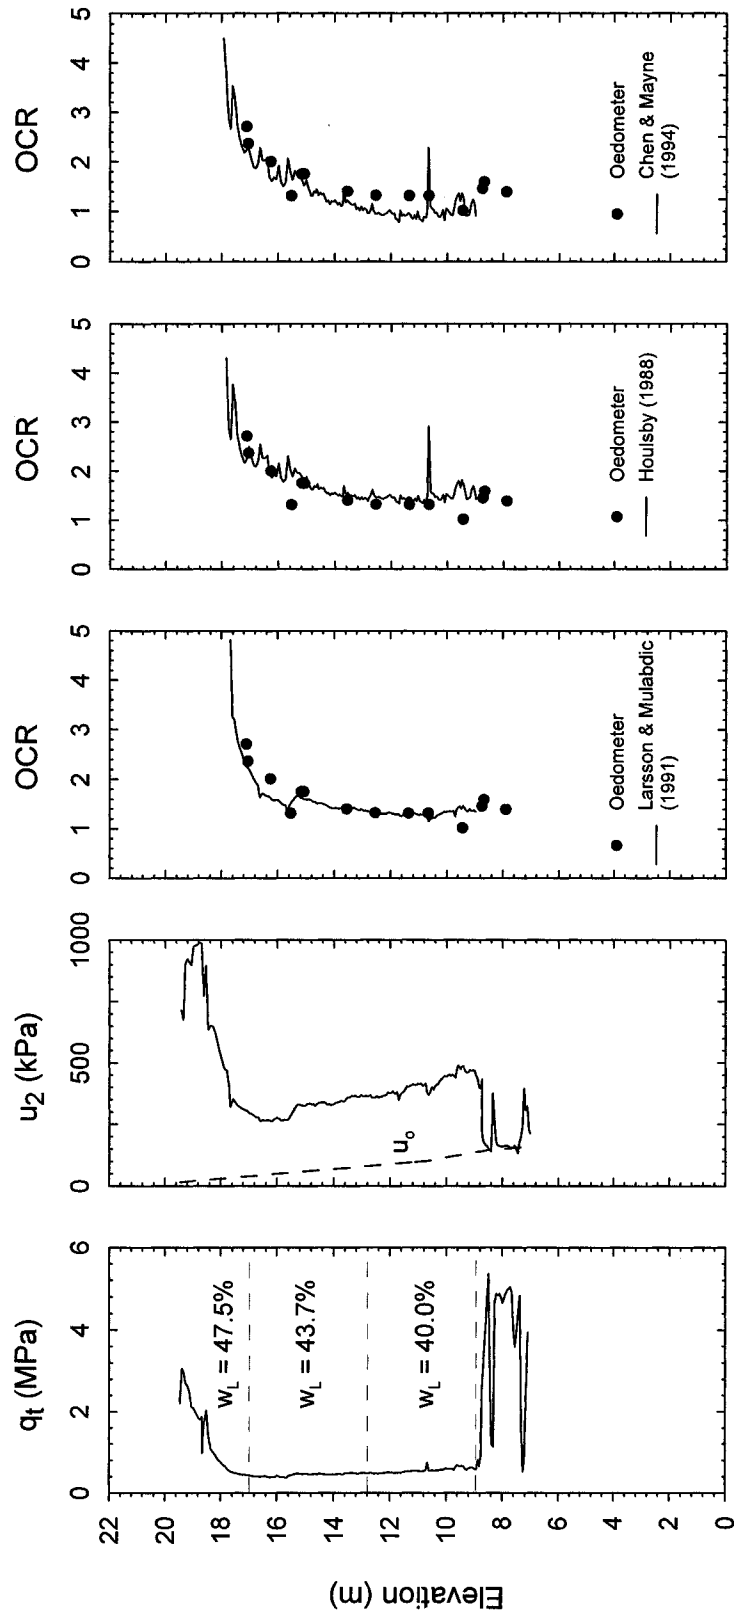 Elevation (m)
22
20
18
16
14
12
10
8
6
4
2
0
qt (MPa)
0 2 4 6
wL = 47.5%
wL = 43.7%
wL = 40.0%
u2 (kPa)
0 500 1000
uo
OCR
0 1 2 3 4 5
Oedometer
Larsson & Mulabdic
(1991)
OCR
0 1 2 3 4 5
Oedometer
Houlsby (1988)
OCR
0 1 2 3 4 5
Oedometer
Chen & Mayne
(1994)